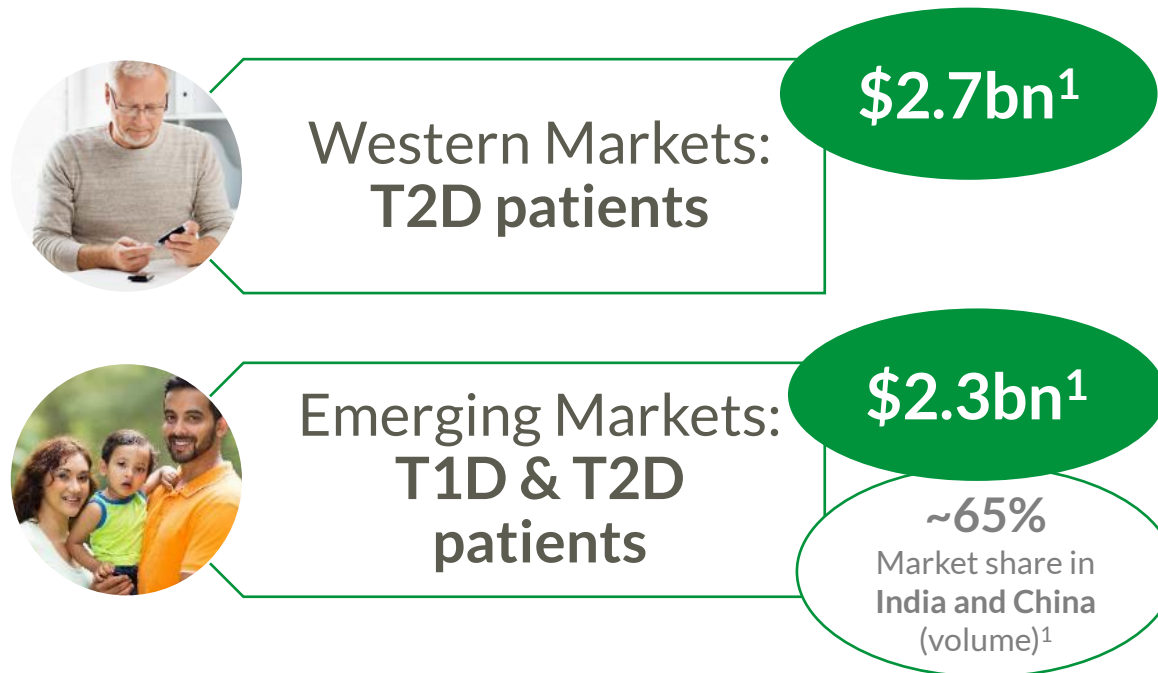 $2.7bn¹
Western Markets:
T2D patients
$2.3bn¹
Emerging Markets:
T1D & T2D
patients
~65%
Market share in
India and China
(volume)¹